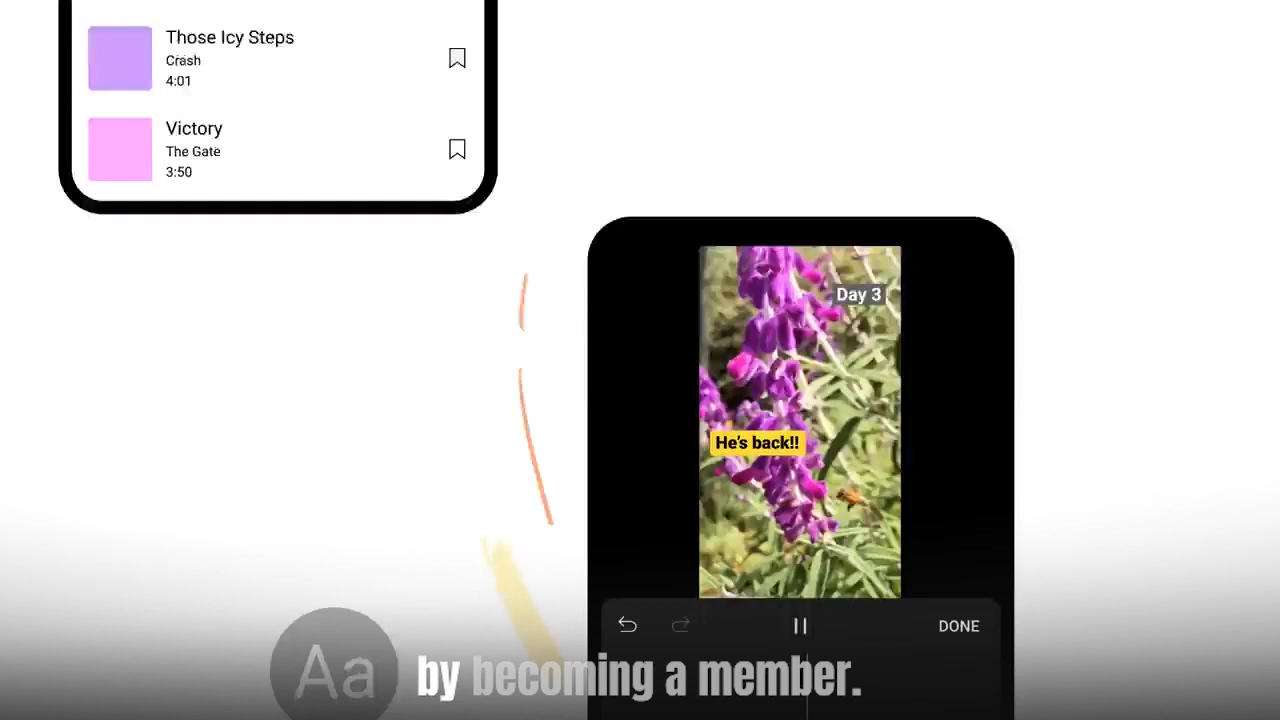 Those Icy Steps
Crash
4:01
Victory
The Gate
3:50
Day 3
He's back!!
DONE
Aa
by becoming a member.